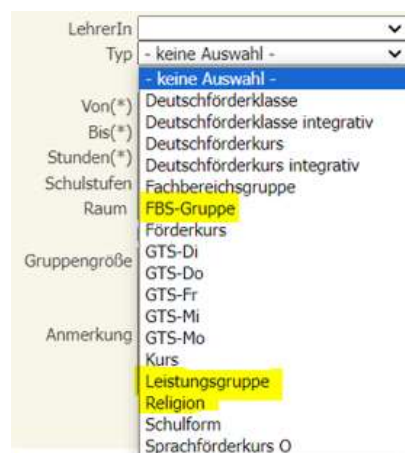 LehrerIn
Typ - keine Auswahl -
- keine Auswahl -
Von(*) Deutschförderklasse
Bis(*) Deutschförderklasse integrativ
Deutschförderkurs
Stunden(*) Deutschförderkurs integrativ
Schulstufen Fachbereichsgruppe
Raum FBS-Gruppe
Förderkurs
GTS-Di
Gruppengröße GTS-Do
GTS-Fr
GTS-Mi
Anmerkung GTS-Mo
Kurs
Leistungsgruppe
Religion
Schulform
Sprachförderkurs O